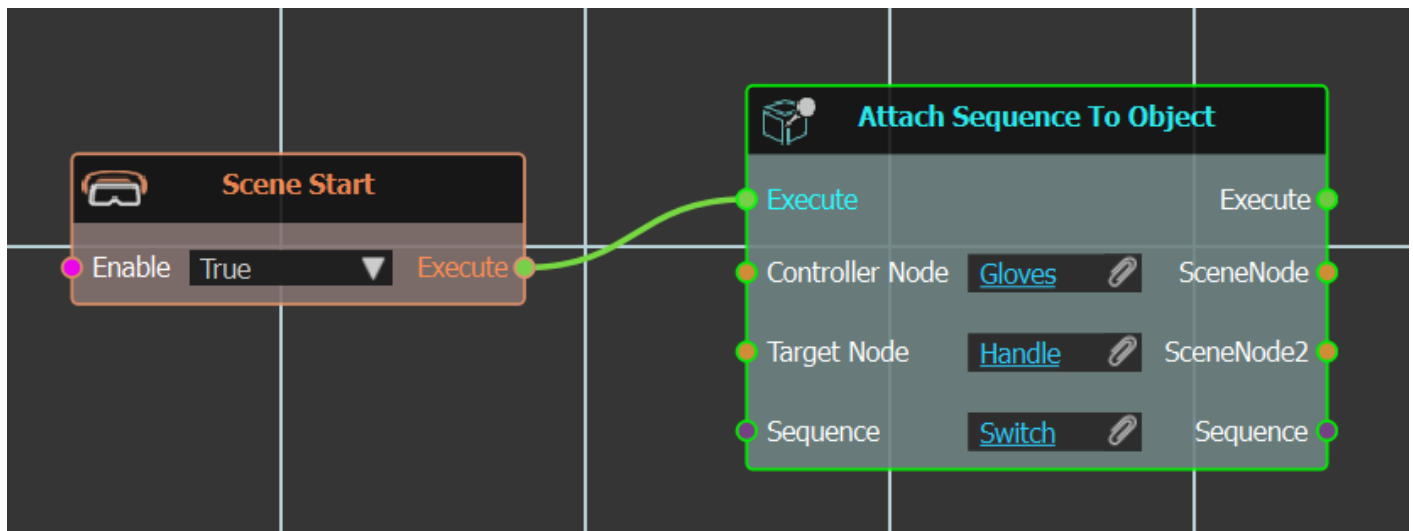 Scene Start
Enable True Execute
Attach Sequence To Object
Execute Execute
Controller Node Gloves SceneNode
Target Node Handle SceneNode2
Sequence Switch Sequence